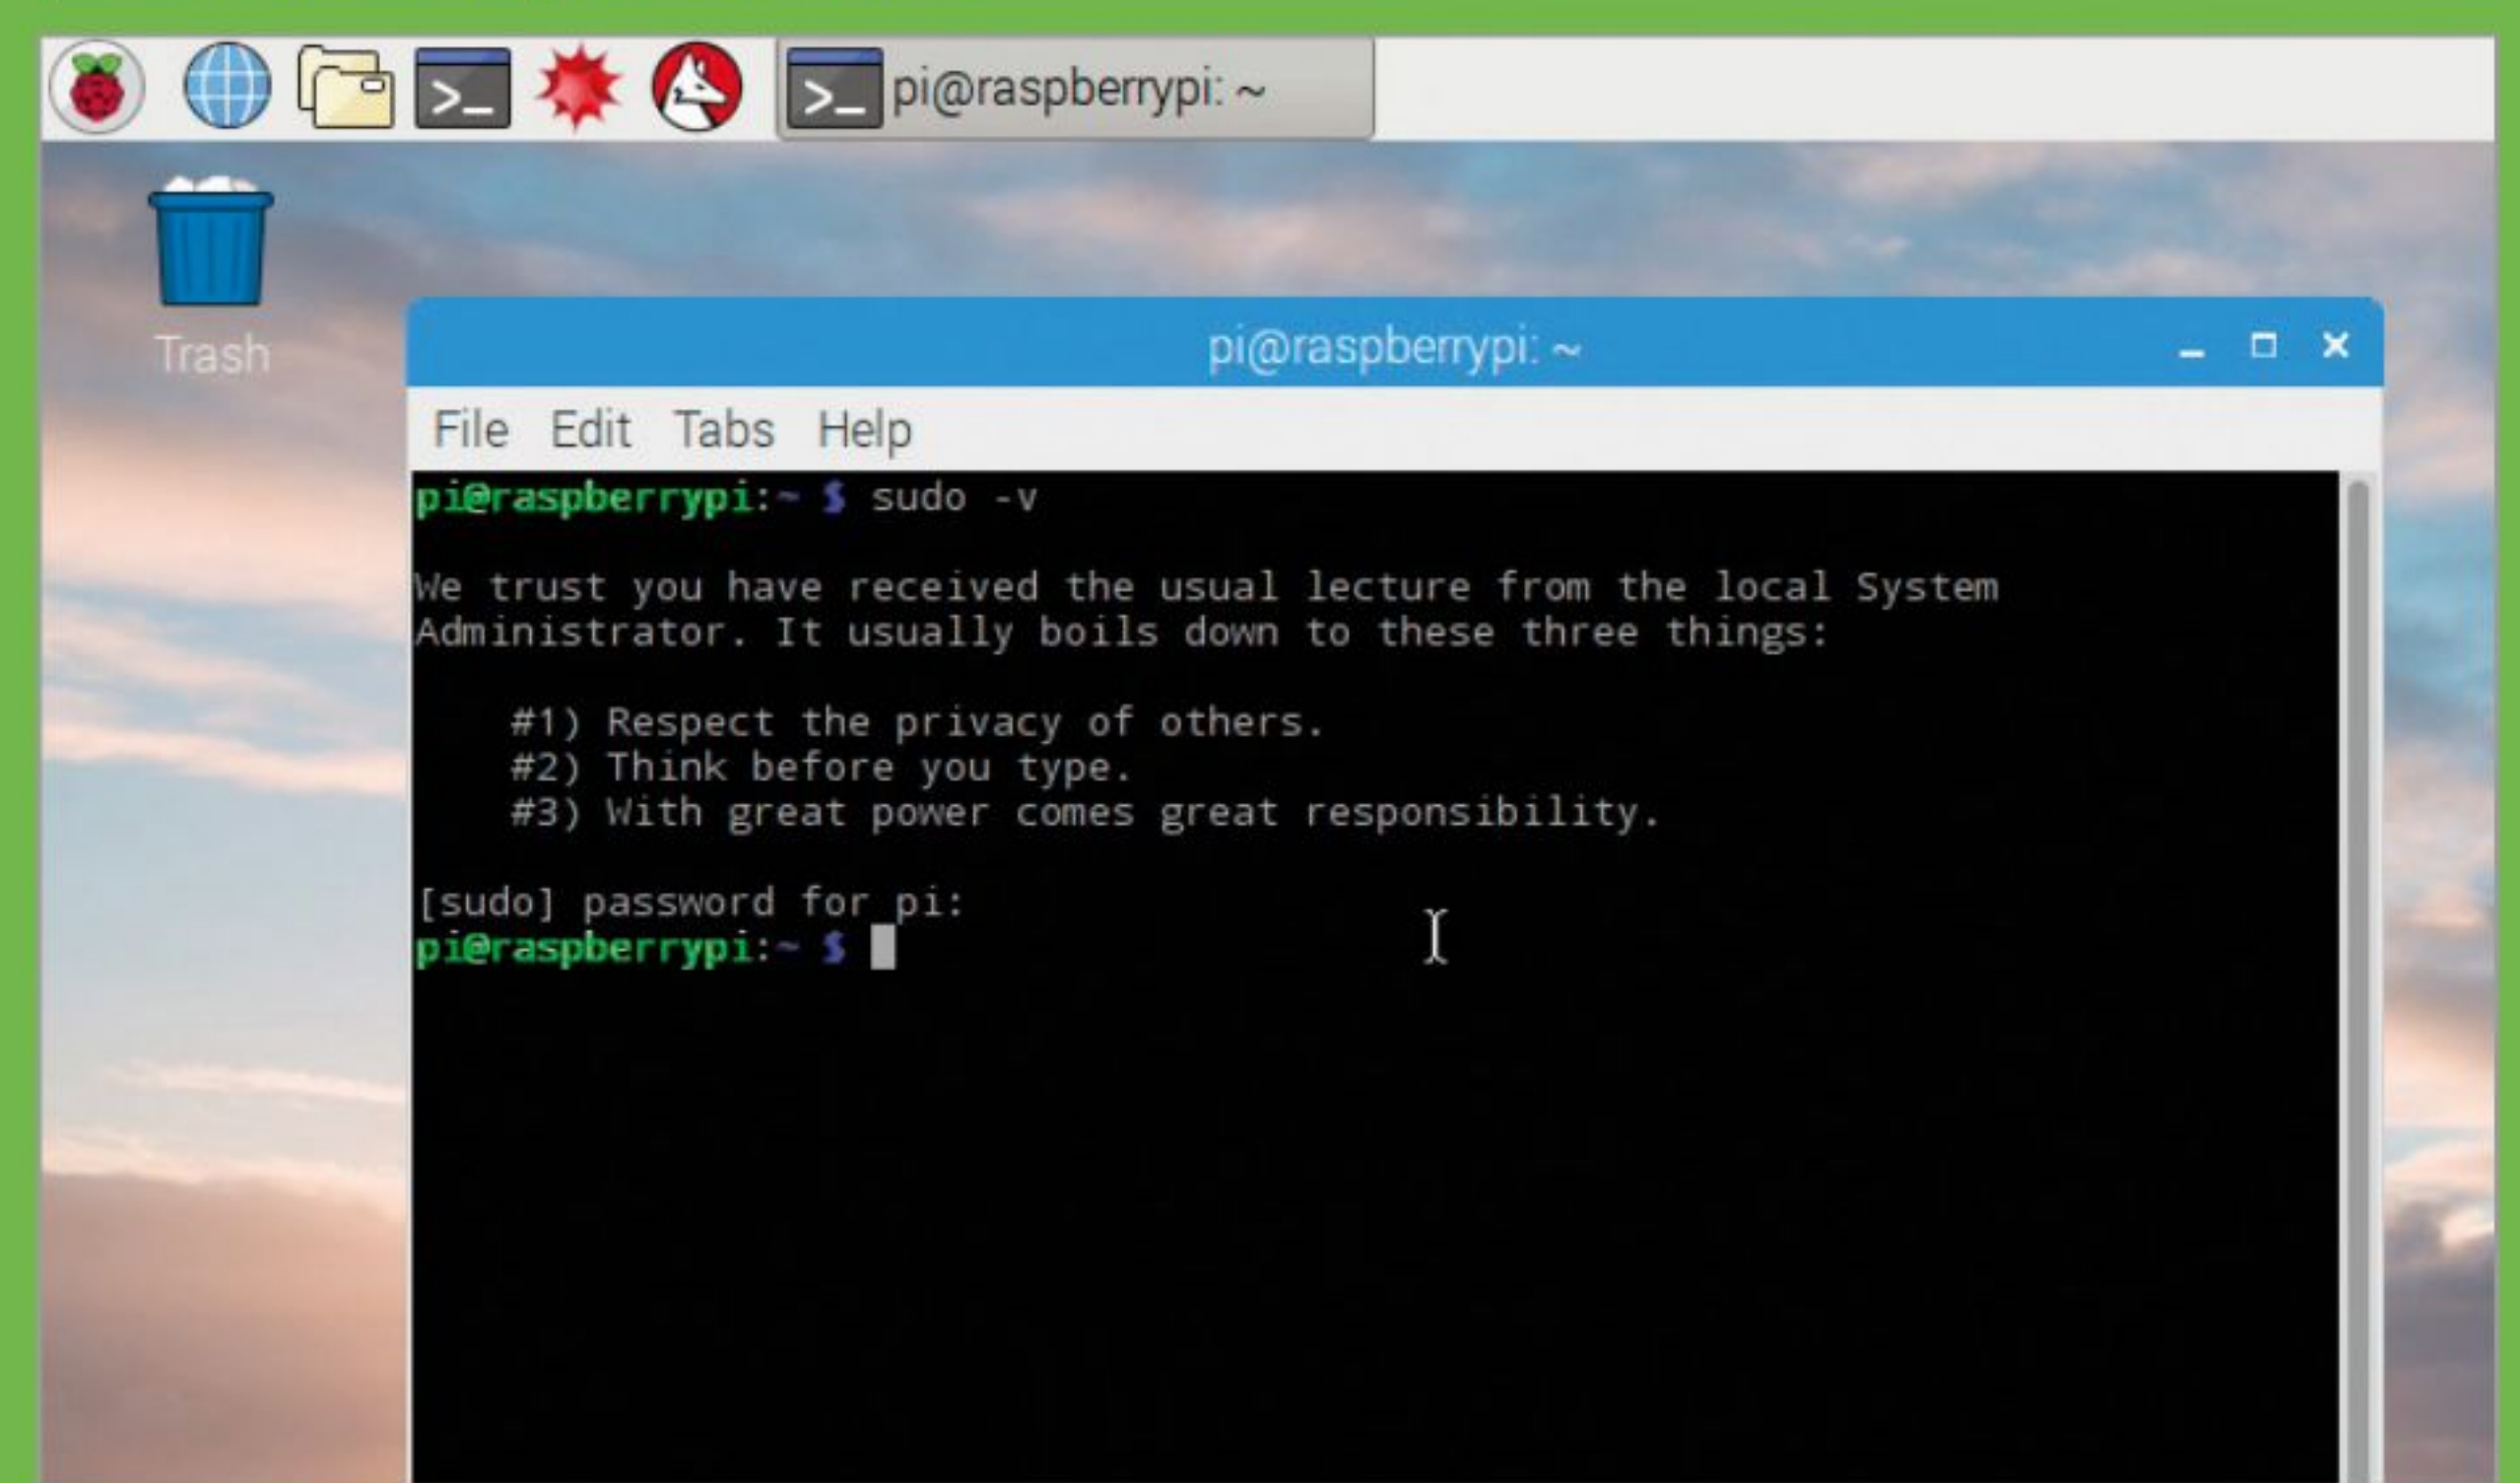 >_ >_ pi@raspberrypi: ~
Trash
pi@raspberrypi: ~
File Edit Tabs Help
pi@raspberrypi:~ $ sudo -v
We trust you have received the usual lecture from the local System
Administrator. It usually boils down to these three things:
#1) Respect the privacy of others.
#2) Think before you type.
#3) With great power comes great responsibility.
[sudo] password for pi:
pi@raspberrypi:~ $